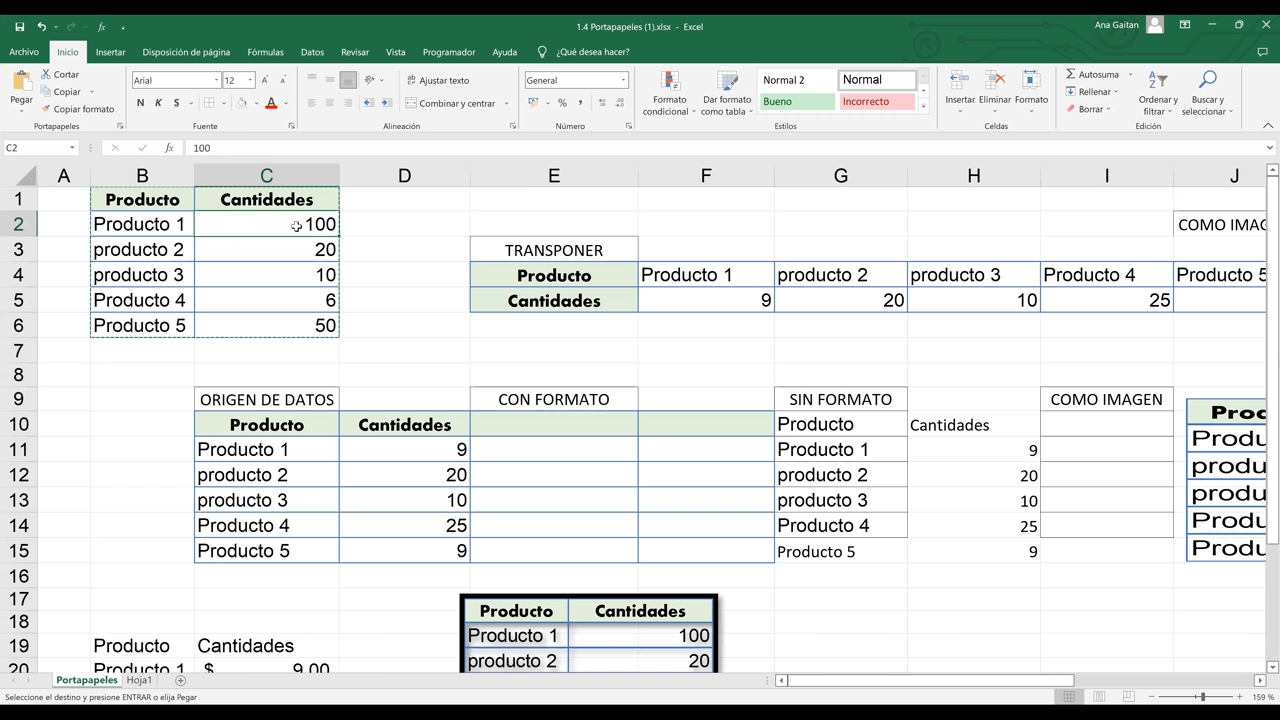 1.4 Portapapeles (1).xlsx - Excel
Ana Gaitan
Archivo Inicio Insertar Disposición de página Fórmulas Datos Revisar Vista Programador Ayuda ¿Qué desea hacer?
Pegar
Cortar
Copiar
Copiar formato
Portapapeles
Arial 12
N K S
Fuente
Ajustar texto
Combinar y centrar
Alineación
General
Número
Formato condicional
Dar formato como tabla
Normal 2 Normal
Bueno Incorrecto
Estilos
Insertar Eliminar Formato
Celdas
Autosuma
Rellenar
Borrar
Ordenar y filtrar
Buscar y seleccionar
Edición
C2 fx 100
A B C D E F G H I J
1 Producto Cantidades
2 Producto 1 100 COMO IMAG
3 producto 2 20 TRANSPONER
4 producto 3 10 Producto Producto 1 producto 2 producto 3 Producto 4 Producto 5
5 Producto 4 6 Cantidades 9 20 10 25
6 Producto 5 50
7
8
9 ORIGEN DE DATOS CON FORMATO SIN FORMATO COMO IMAGEN
10 Producto Cantidades Producto Cantidades Proc
11 Producto 1 9 Producto 1 9 Produ
12 producto 2 20 producto 2 20 produ
13 producto 3 10 producto 3 10 produ
14 Producto 4 25 Producto 4 25 Produ
15 Producto 5 9 Producto 5 9 Produ
16
17 Producto Cantidades
18
19 Producto Cantidades Producto 1 100
20 Producto 1 $ 9.00 producto 2 20
Portapapeles Hoja1
Seleccione el destino y presione ENTRAR o elija Pegar
159 %